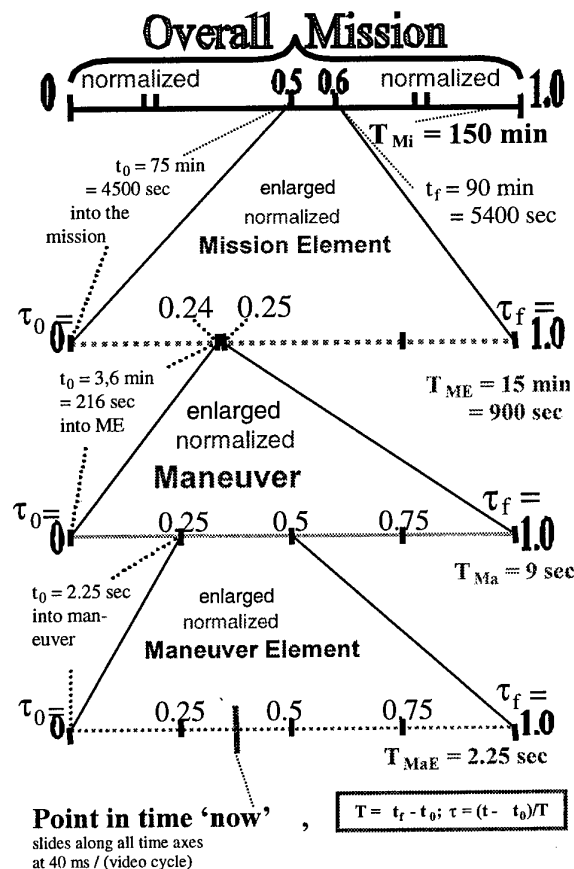 Overall Mission
0 normalized 0.5 0.6 normalized 1.0
T Mi = 150 min
t0 = 75 min
= 4500 sec
into the
mission
enlarged
normalized
Mission Element
tf = 90 min
= 5400 sec
τ0 =
0
0.24 0.25
τf =
1.0
t0 = 3,6 min
= 216 sec
into ME
enlarged
normalized
Maneuver
T ME = 15 min
= 900 sec
τ0 =
0
0.25 0.5 0.75
τf =
1.0
T Ma = 9 sec
t0 = 2.25 sec
into man-
euver
enlarged
normalized
Maneuver Element
τ0 =
0
0.25 0.5 0.75
τf =
1.0
T MaE = 2.25 sec
Point in time ‘now’ ,
slides along all time axes
at 40 ms / (video cycle)
T = tf - t0; τ = (t - t0)/T